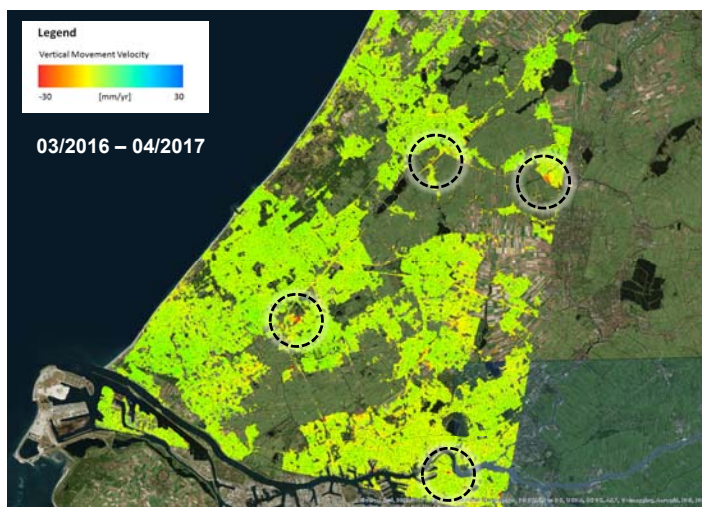 Legend
Vertical Movement Velocity
-30 [mm/yr] 30
03/2016 – 04/2017